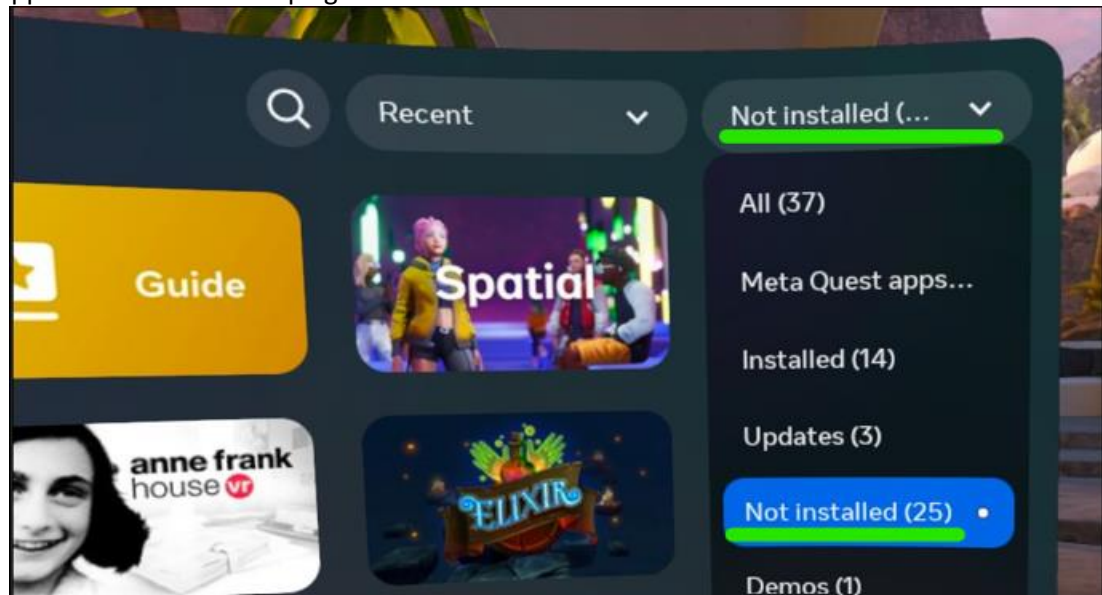 Recent
Not installed (...
All (37)
Guide
Spatial
Meta Quest apps...
Installed (14)
Updates (3)
anne frank
house vr
ELIXIR
Not installed (25)
Demos (1)